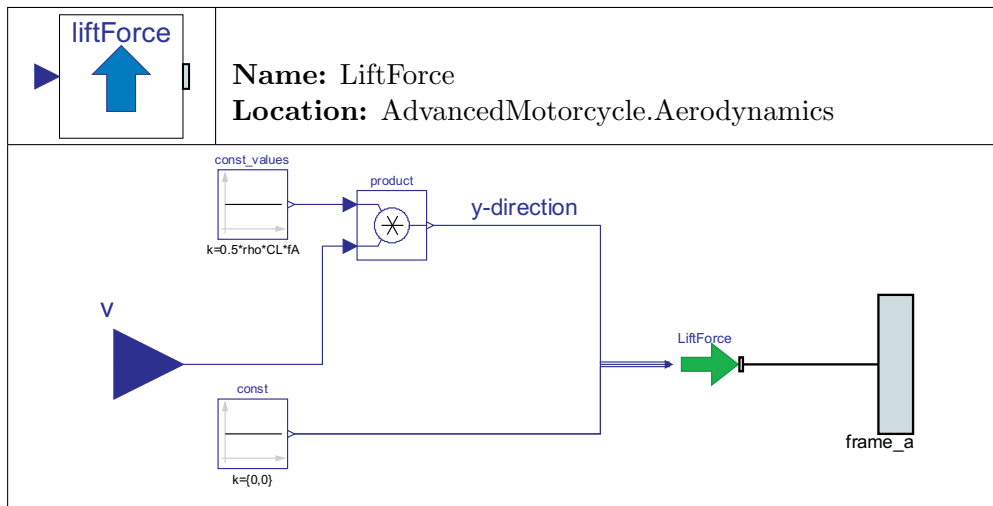 liftForce
Name: LiftForce
Location: AdvancedMotorcycle.Aerodynamics
const_values
k=0.5*rho*CL*fA
product
y-direction
v
LiftForce
const
k={0,0}
frame_a